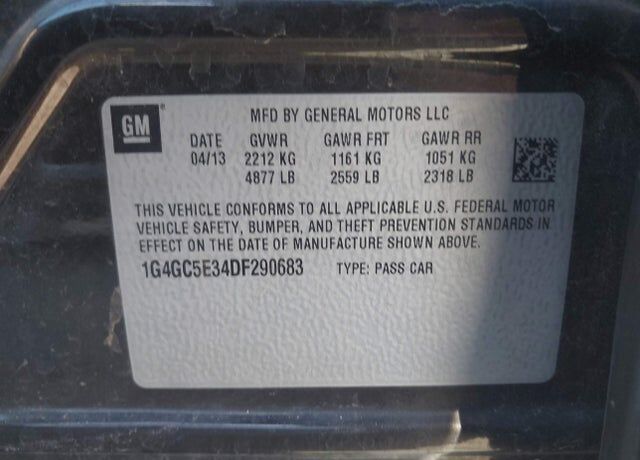 MFD BY GENERAL MOTORS LLC
GM®
DATE GVWR GAWR FRT GAWR RR
04/13 2212 KG 1161 KG 1051 KG
4877 LB 2559 LB 2318 LB
THIS VEHICLE CONFORMS TO ALL APPLICABLE U.S. FEDERAL MOTOR
VEHICLE SAFETY, BUMPER, AND THEFT PREVENTION STANDARDS IN
EFFECT ON THE DATE OF MANUFACTURE SHOWN ABOVE.
1G4GC5E34DF290683 TYPE: PASS CAR